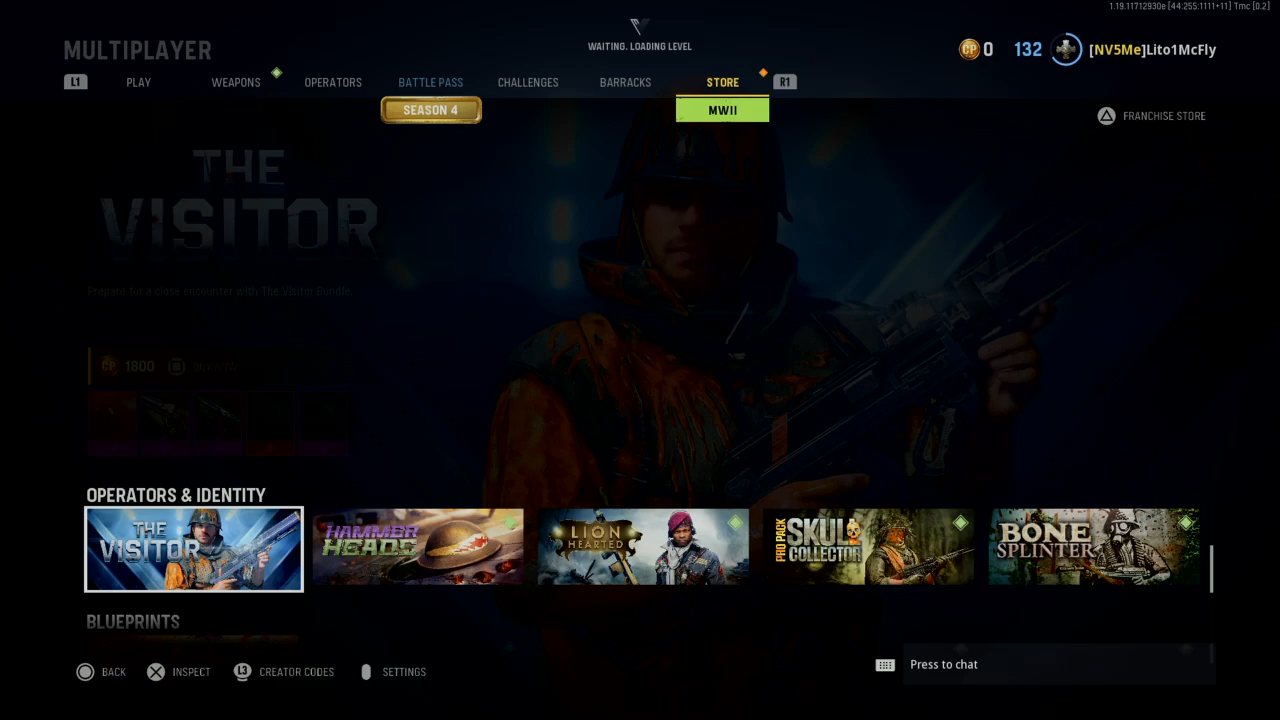 1.19.11712930e [44:255:1111+11] Tmc [0.2]
WAITING. LOADING LEVEL
MULTIPLAYER
CP 0 132 [NV5Me]Lito1McFly
L1 PLAY WEAPONS OPERATORS BATTLE PASS CHALLENGES BARRACKS STORE R1
SEASON 4 MWII
FRANCHISE STORE
THE
VISITOR
Prepare for a close encounter with The Visitor Bundle.
CP 1800
OPERATORS & IDENTITY
THE
VISITOR
HAMMER
HEADS
LION
HEARTED
PRO PACK
SKULL
COLLECTOR
BONE
SPLINTER
BLUEPRINTS
BACK INSPECT L3 CREATOR CODES SETTINGS
Press to chat